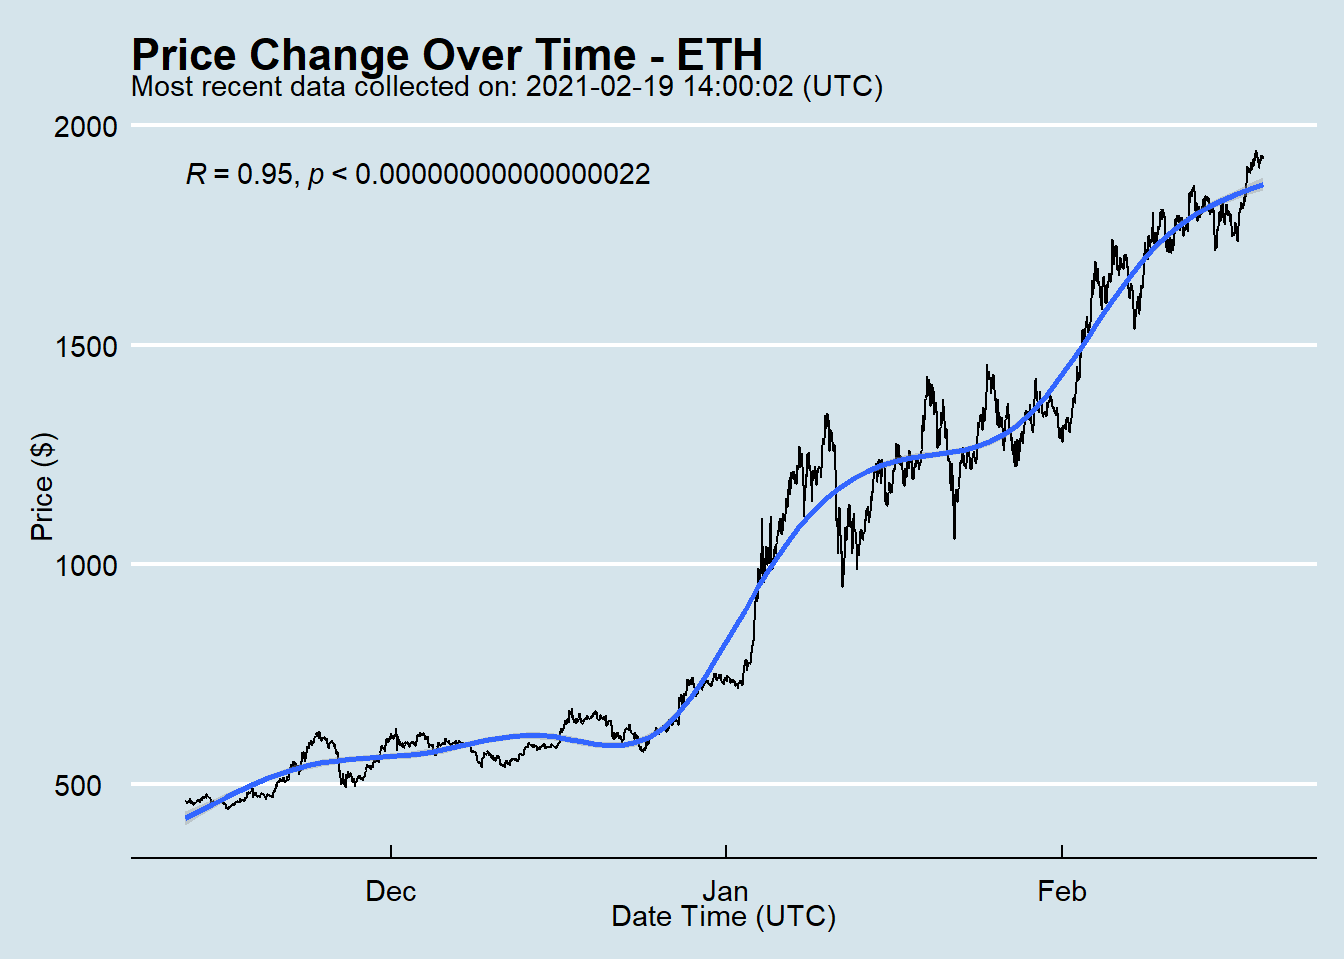 Price Change Over Time - ETH
Most recent data collected on: 2021-02-19 14:00:02 (UTC)
2000
R = 0.95, p < 0.00000000000000022
1500
Price ($)
1000
500
Dec Jan Feb
Date Time (UTC)